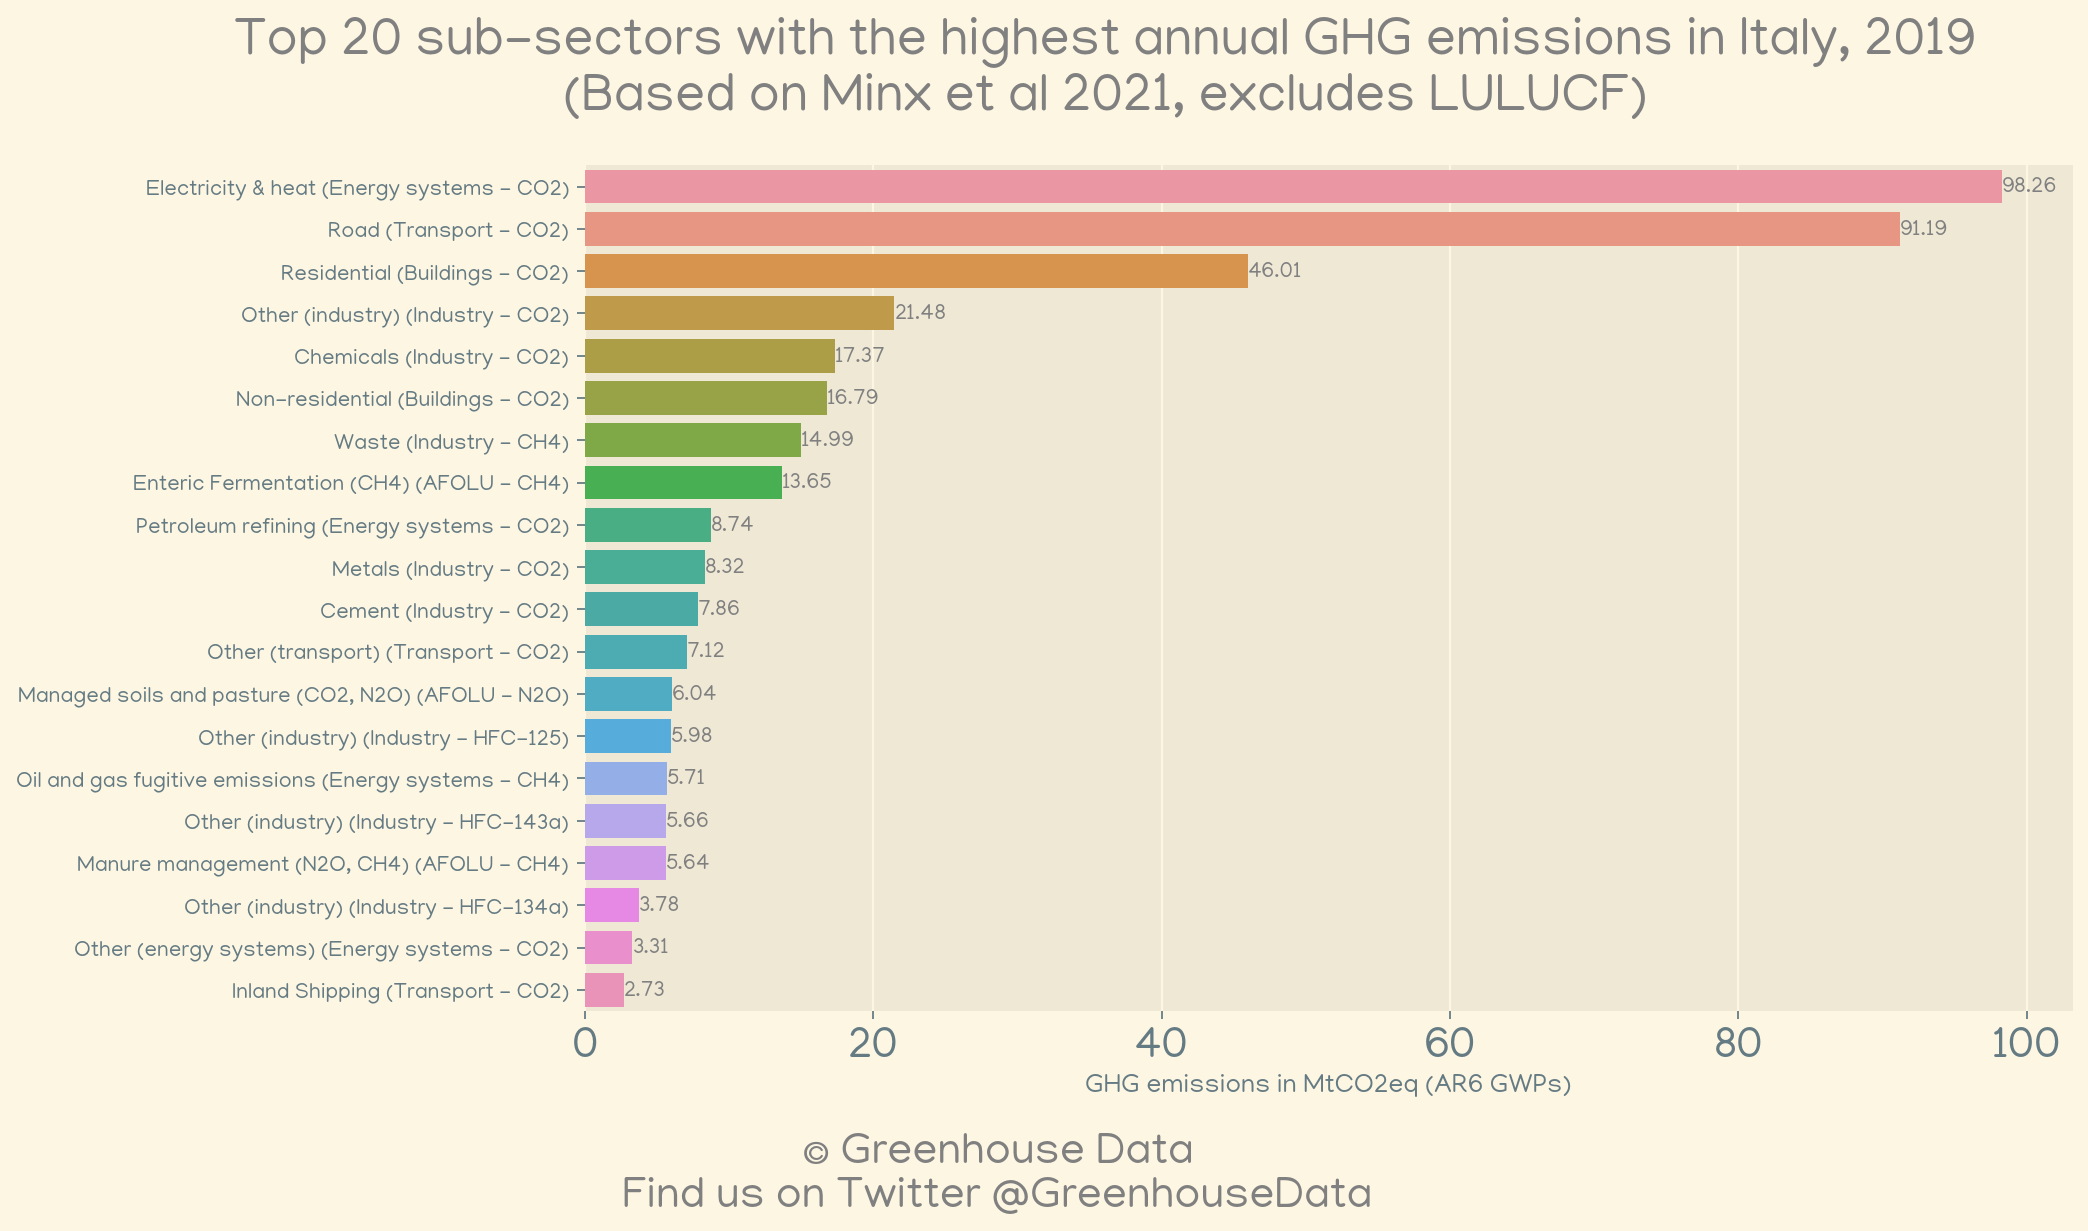 Top 20 sub-sectors with the highest annual GHG emissions in Italy, 2019
(Based on Minx et al 2021, excludes LULUCF)
Electricity & heat (Energy systems - CO2) 98.26
Road (Transport - CO2) 91.19
Residential (Buildings - CO2) 46.01
Other (industry) (Industry - CO2) 21.48
Chemicals (Industry - CO2) 17.37
Non-residential (Buildings - CO2) 16.79
Waste (Industry - CH4) 14.99
Enteric Fermentation (CH4) (AFOLU - CH4) 13.65
Petroleum refining (Energy systems - CO2) 8.74
Metals (Industry - CO2) 8.32
Cement (Industry - CO2) 7.86
Other (transport) (Transport - CO2) 7.12
Managed soils and pasture (CO2, N2O) (AFOLU - N2O) 6.04
Other (industry) (Industry - HFC-125) 5.98
Oil and gas fugitive emissions (Energy systems - CH4) 5.71
Other (industry) (Industry - HFC-143a) 5.66
Manure management (N2O, CH4) (AFOLU - CH4) 5.64
Other (industry) (Industry - HFC-134a) 3.78
Other (energy systems) (Energy systems - CO2) 3.31
Inland Shipping (Transport - CO2) 2.73
0 20 40 60 80 100
GHG emissions in MtCO2eq (AR6 GWPs)
© Greenhouse Data
Find us on Twitter @GreenhouseData